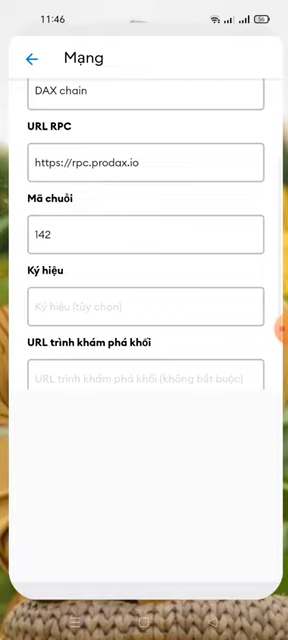 11:46
56
Mạng
DAX chain
URL RPC
https://rpc.prodax.io
Mã chuỗi
142
Ký hiệu
Ký hiệu (tùy chọn)
URL trình khám phá khối
URL trình khám phá khối (không bắt buộc)